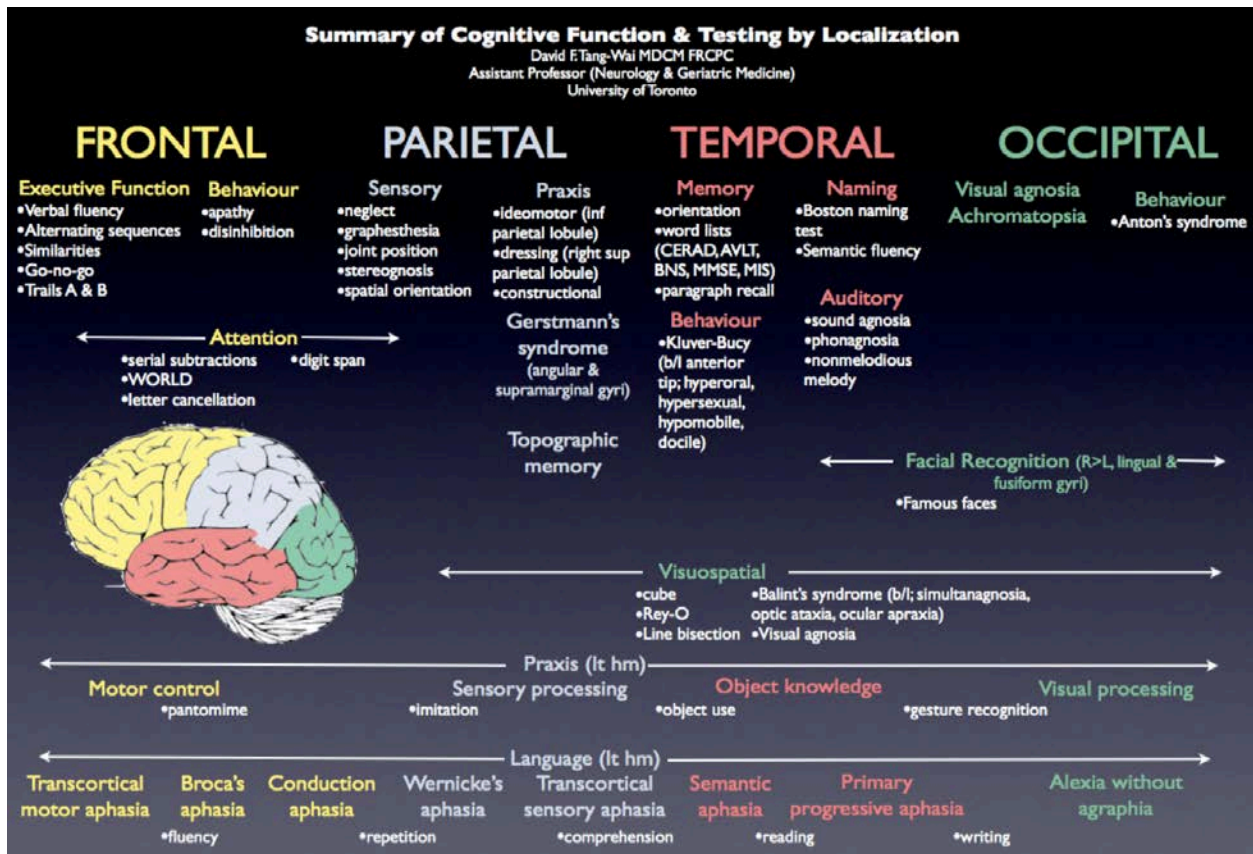 Summary of Cognitive Function & Testing by Localization
David F. Tang-Wai MDCM FRCPC
Assistant Professor (Neurology & Geriatric Medicine)
University of Toronto
FRONTAL
Executive Function
•Verbal fluency
•Alternating sequences
•Similarities
•Go-no-go
•Trails A & B
Behaviour
•apathy
•disinhibition
Attention
•serial subtractions
•WORLD
•letter cancellation
•digit span
PARIETAL
Sensory
•neglect
•graphesthesia
•joint position
•stereognosis
•spatial orientation
Praxis
•ideomotor (inf
parietal lobule)
•dressing (right sup
parietal lobule)
•constructional
Gerstmann's
syndrome
(angular &
supramarginal gyri)
Topographic
memory
TEMPORAL
Memory
•orientation
•word lists
(CERAD, AVLT,
BNS, MMSE, MIS)
•paragraph recall
Behaviour
•Kluver-Bucy
(b/l anterior
tip; hyperoral,
hypersexual,
hypomobile,
docile)
Naming
•Boston naming
test
•Semantic fluency
Auditory
•sound agnosia
•phonagnosia
•nonmelodious
melody
OCCIPITAL
Visual agnosia
Achromatopsia
Behaviour
•Anton's syndrome
Facial Recognition (R>L, lingual &
fusiform gyri)
•Famous faces
Visuospatial
•cube
•Rey-O
•Line bisection
•Balint's syndrome (b/l; simultanagnosia,
optic ataxia, ocular apraxia)
•Visual agnosia
Praxis (lt hm)
Motor control
•pantomime
Sensory processing
•imitation
Object knowledge
•object use
Visual processing
•gesture recognition
Language (lt hm)
Transcortical
motor aphasia
Broca's
aphasia
Conduction
aphasia
Wernicke's
aphasia
Transcortical
sensory aphasia
Semantic
aphasia
Primary
progressive aphasia
Alexia without
agraphia
•fluency
•repetition
•comprehension
•reading
•writing